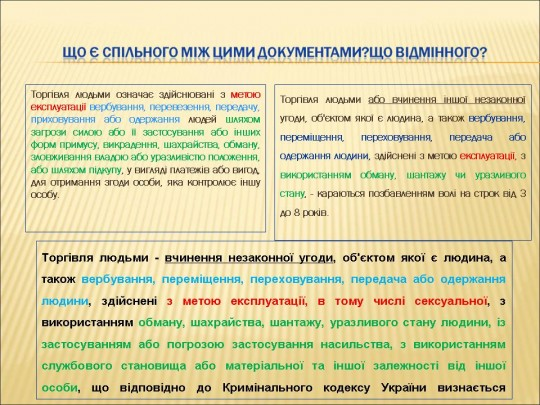 ЩО Є СПІЛЬНОГО МІЖ ЦИМИ ДОКУМЕНТАМИ?ЩО ВІДМІННОГО?
Торгівля людьми означає здійснювані з метою
експлуатації вербування, перевезення, передачу,
приховування або одержання людей шляхом
загрози силою або її застосування або інших
форм примусу, викрадення, шахрайства, обману,
зловживання владою або уразливістю положення,
або шляхом підкупу, у вигляді платежів або вигод,
для отримання згоди особи, яка контролює іншу
особу.
Торгівля людьми або вчинення іншої незаконної
угоди, об'єктом якої є людина, а також вербування,
переміщення, переховування, передача або
одержання людини, здійснені з метою експлуатації, з
використанням обману, шантажу чи уразливого
стану, - караються позбавленням волі на строк від 3
до 8 років.
Торгівля людьми - вчинення незаконної угоди, об'єктом якої є людина, а
також вербування, переміщення, переховування, передача або одержання
людини, здійснені з метою експлуатації, в тому числі сексуальної, з
використанням обману, шахрайства, шантажу, уразливого стану людини, із
застосуванням або погрозою застосування насильства, з використанням
службового становища або матеріальної та іншої залежності від іншої
особи, що відповідно до Кримінального кодексу України визнається